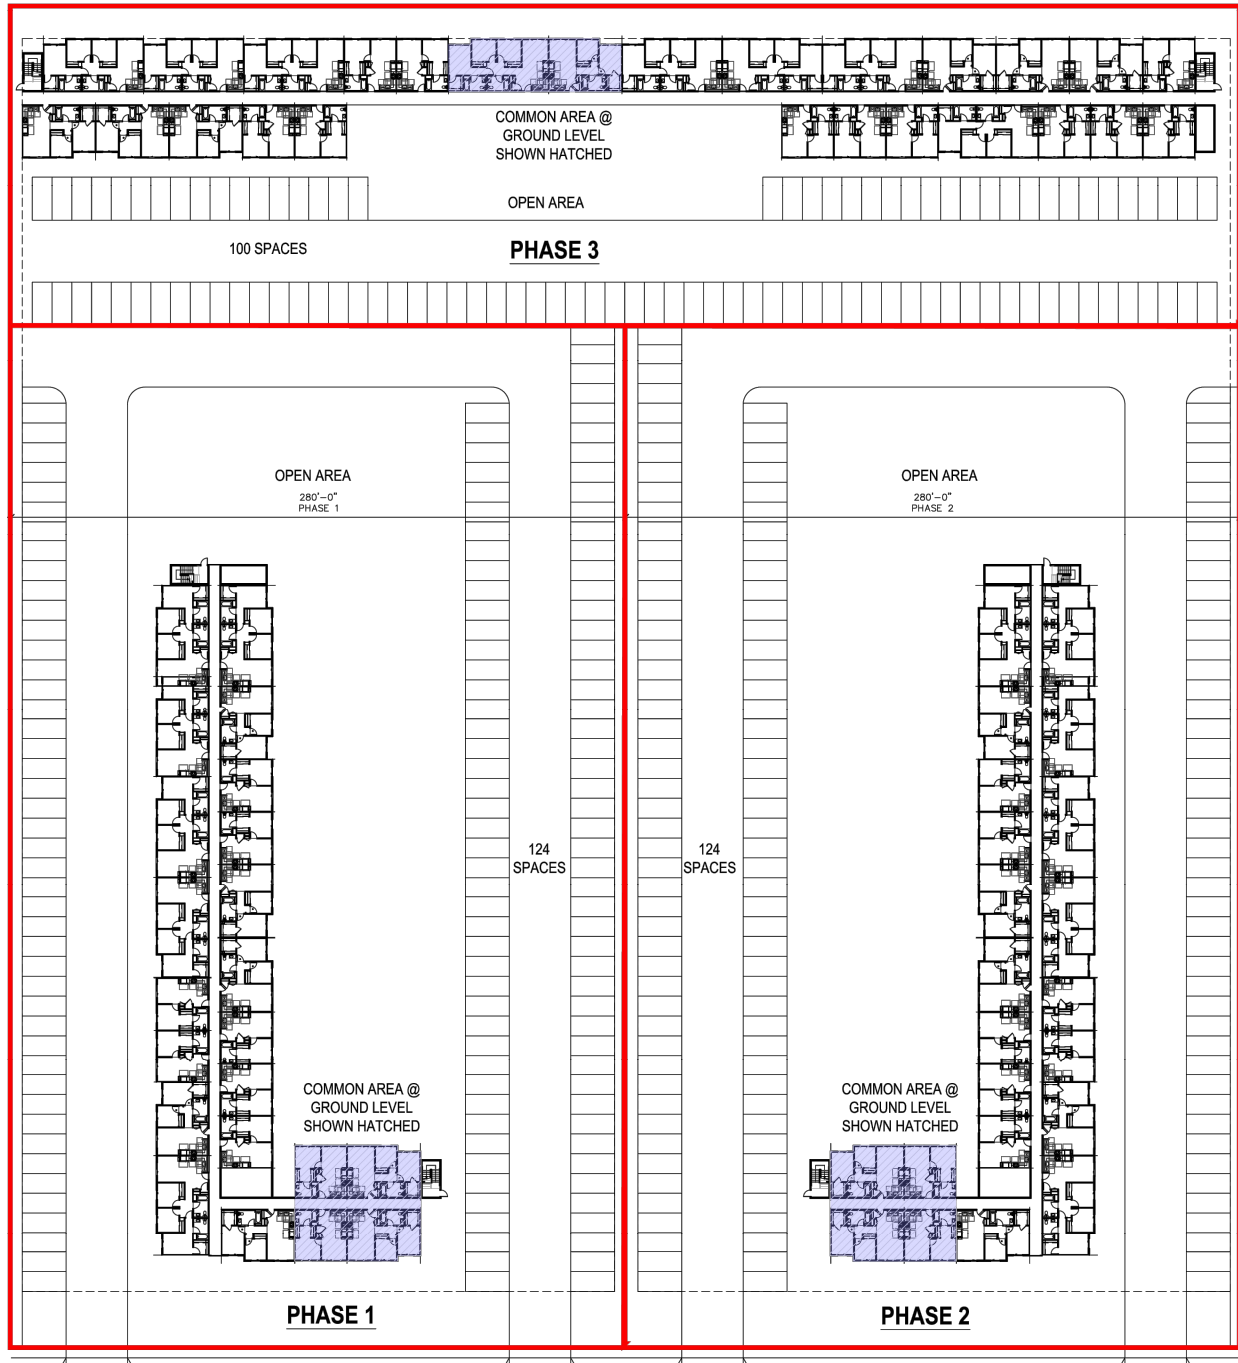 COMMON AREA @
GROUND LEVEL
SHOWN HATCHED
OPEN AREA
100 SPACES
PHASE 3
OPEN AREA
280'-0"
PHASE 1
OPEN AREA
280'-0"
PHASE 2
124
SPACES
124
SPACES
COMMON AREA @
GROUND LEVEL
SHOWN HATCHED
COMMON AREA @
GROUND LEVEL
SHOWN HATCHED
PHASE 1
PHASE 2